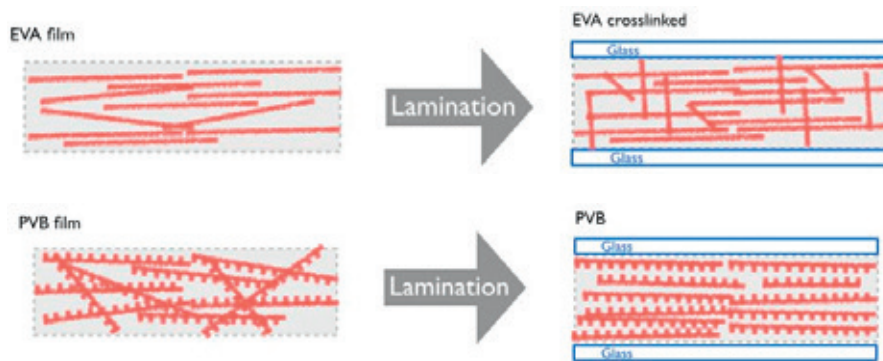 EVA film
Lamination
EVA crosslinked
Glass
Glass
PVB film
Lamination
PVB
Glass
Glass